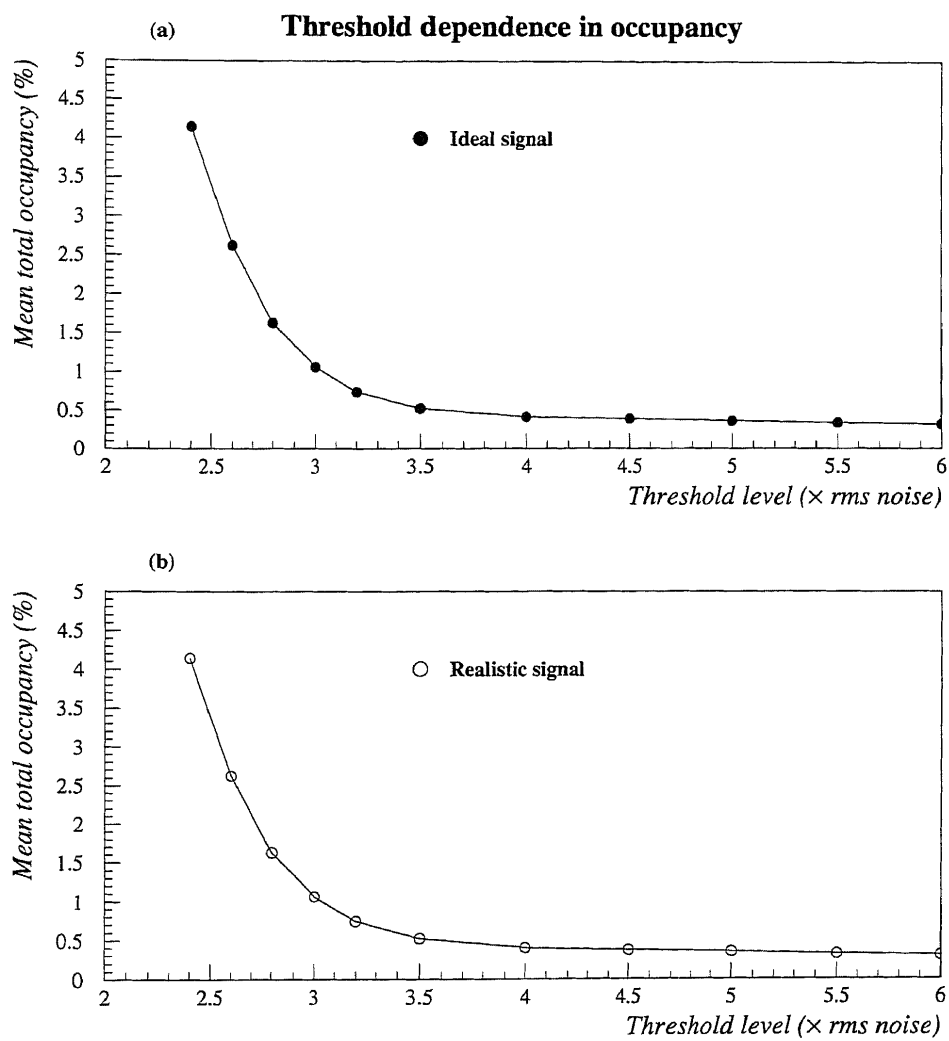 (a) Threshold dependence in occupancy
Mean total occupancy (%)
5
4.5
4
3.5
3
2.5
2
1.5
1
0.5
0
Ideal signal
2 2.5 3 3.5 4 4.5 5 5.5 6
Threshold level (× rms noise)
(b)
Mean total occupancy (%)
5
4.5
4
3.5
3
2.5
2
1.5
1
0.5
0
Realistic signal
2 2.5 3 3.5 4 4.5 5 5.5 6
Threshold level (× rms noise)